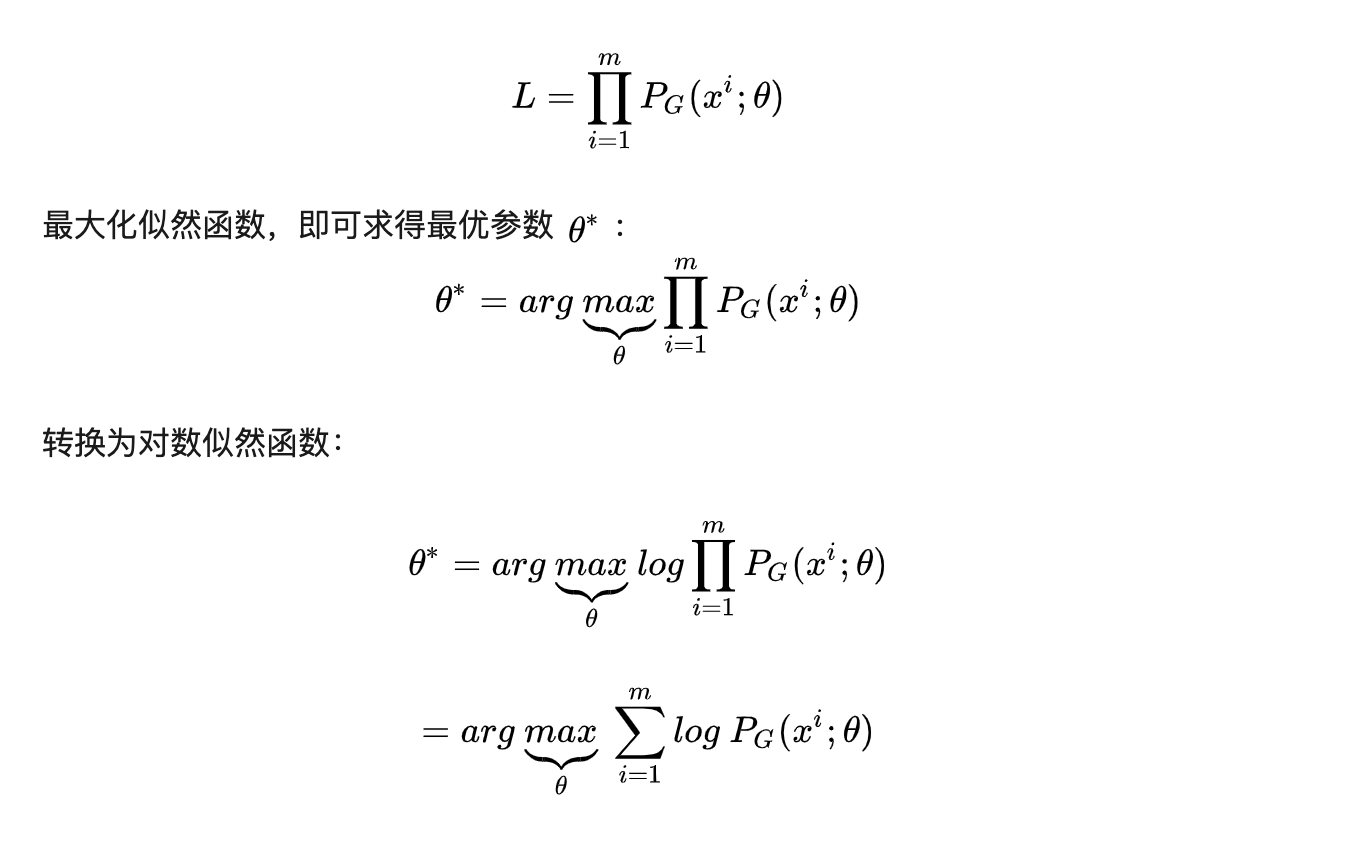 L = \prod_{i=1}^{m} P_G(x^i; \theta)
最大化似然函数，即可求得最优参数 \theta^* ：
\theta^* = arg \underbrace{max}_{\theta} \prod_{i=1}^{m} P_G(x^i; \theta)
转换为对数似然函数：
\theta^* = arg \underbrace{max}_{\theta} log \prod_{i=1}^{m} P_G(x^i; \theta)
= arg \underbrace{max}_{\theta} \sum_{i=1}^{m} log P_G(x^i; \theta)